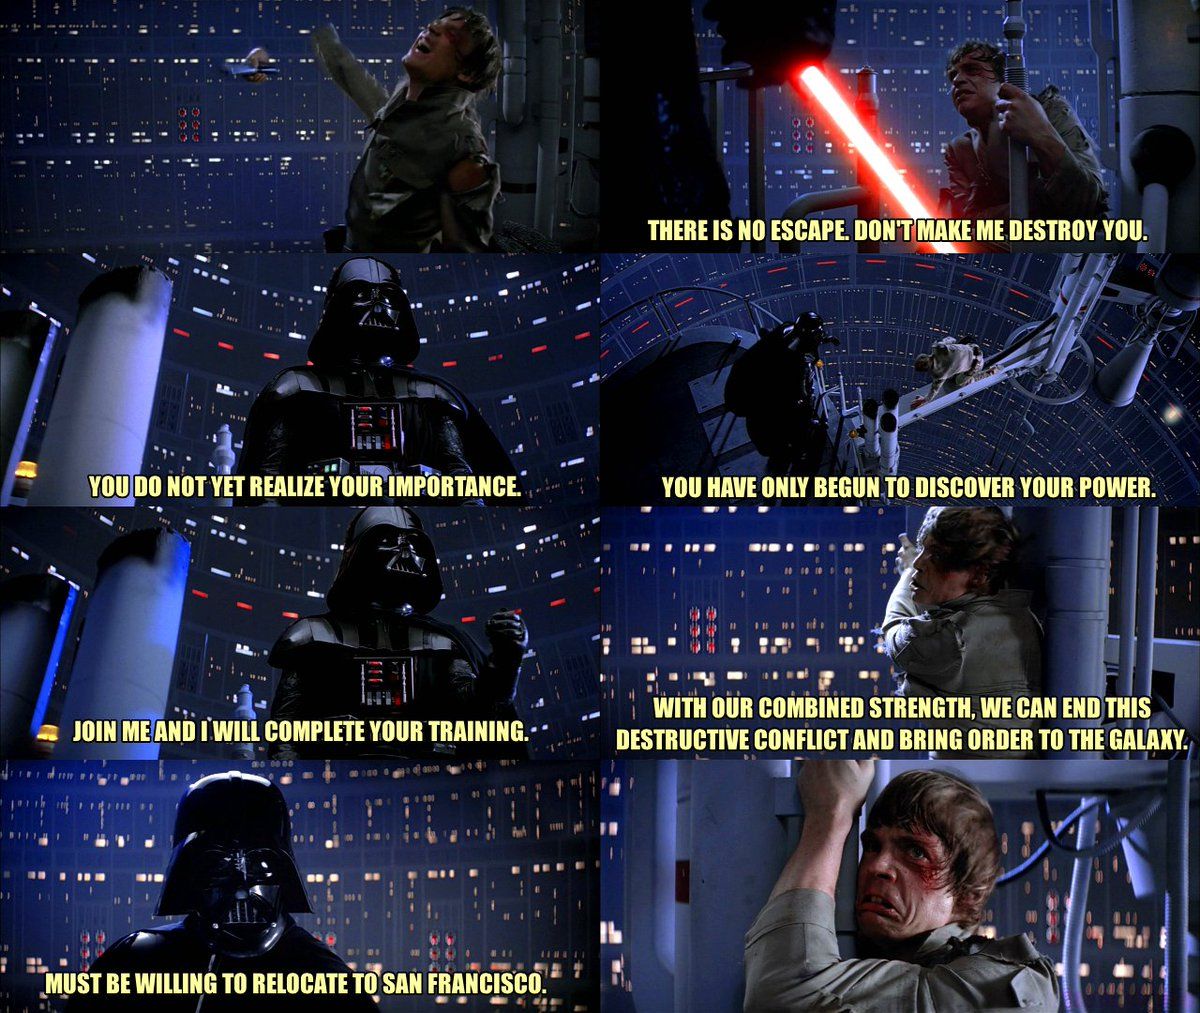 THERE IS NO ESCAPE. DON'T MAKE ME DESTROY YOU.
YOU DO NOT YET REALIZE YOUR IMPORTANCE.
YOU HAVE ONLY BEGUN TO DISCOVER YOUR POWER.
JOIN ME AND I WILL COMPLETE YOUR TRAINING.
WITH OUR COMBINED STRENGTH, WE CAN END THIS
DESTRUCTIVE CONFLICT AND BRING ORDER TO THE GALAXY.
MUST BE WILLING TO RELOCATE TO SAN FRANCISCO.